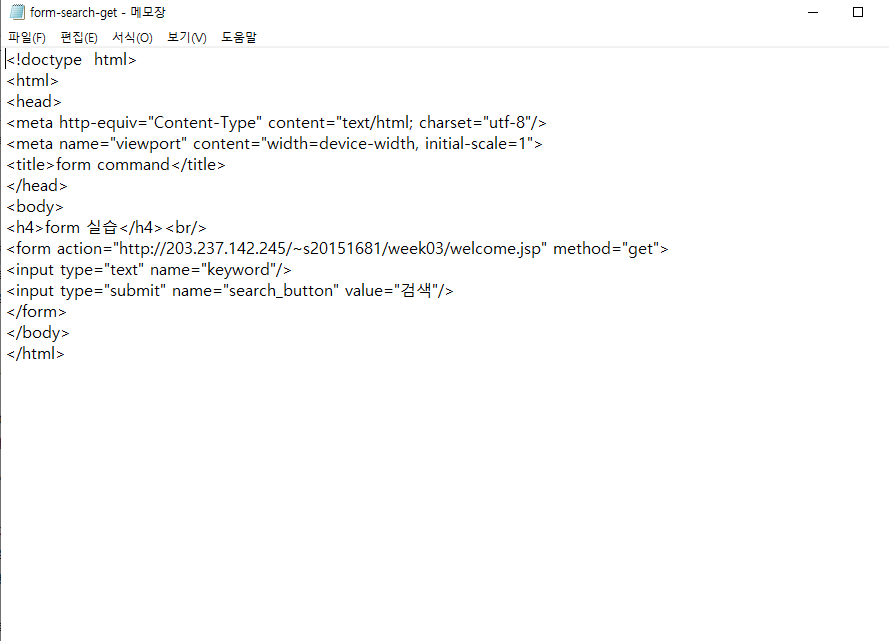 form-search-get - 메모장
파일(F) 편집(E) 서식(O) 보기(V) 도움말
<!doctype  html>
<html>
<head>
<meta http-equiv="Content-Type" content="text/html; charset="utf-8"/>
<meta name="viewport" content="width=device-width, initial-scale=1">
<title>form command</title>
</head>
<body>
<h4>form 실습</h4><br/>
<form action="http://203.237.142.245/~s20151681/week03/welcome.jsp" method="get">
<input type="text" name="keyword"/>
<input type="submit" name="search_button" value="검색"/>
</form>
</body>
</html>